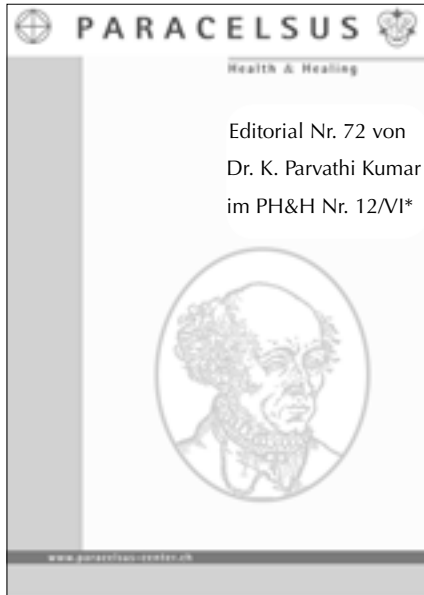 PARACELSUS
Health & Healing
Editorial Nr. 72 von
Dr. K. Parvathi Kumar
im PH&H Nr. 12/VI*
www.paracelsus-center.ch